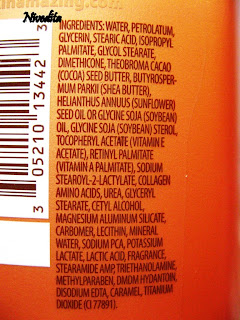 Nivedita
INGREDIENTS: WATER, PETROLATUM,
GLYCERIN, STEARIC ACID, ISOPROPYL
PALMITATE, GLYCOL STEARATE,
DIMETHICONE, THEOBROMA CACAO
(COCOA) SEED BUTTER, BUTYROSPER-
MUM PARKII (SHEA BUTTER),
HELIANTHUS ANNUUS (SUNFLOWER)
SEED OIL OR GLYCINE SOJA (SOYBEAN)
OIL, GLYCINE SOJA (SOYBEAN) STEROL,
TOCOPHERYL ACETATE (VITAMIN E
ACETATE), RETINYL PALMITATE
(VITAMIN A PALMITATE), SODIUM
STEAROYL-2-LACTYLATE, COLLAGEN
AMINO ACIDS, UREA, GLYCERYL
STEARATE, CETYL ALCOHOL,
MAGNESIUM ALUMINUM SILICATE,
CARBOMER, LECITHIN, MINERAL
WATER, SODIUM PCA, POTASSIUM
LACTATE, LACTIC ACID, FRAGRANCE,
STEARAMIDE AMP, TRIETHANOLAMINE,
METHYLPARABEN, DMDM HYDANTOIN,
DISODIUM EDTA, CARAMEL, TITANIUM
DIOXIDE (CI 77891).
3 05210 13442 3